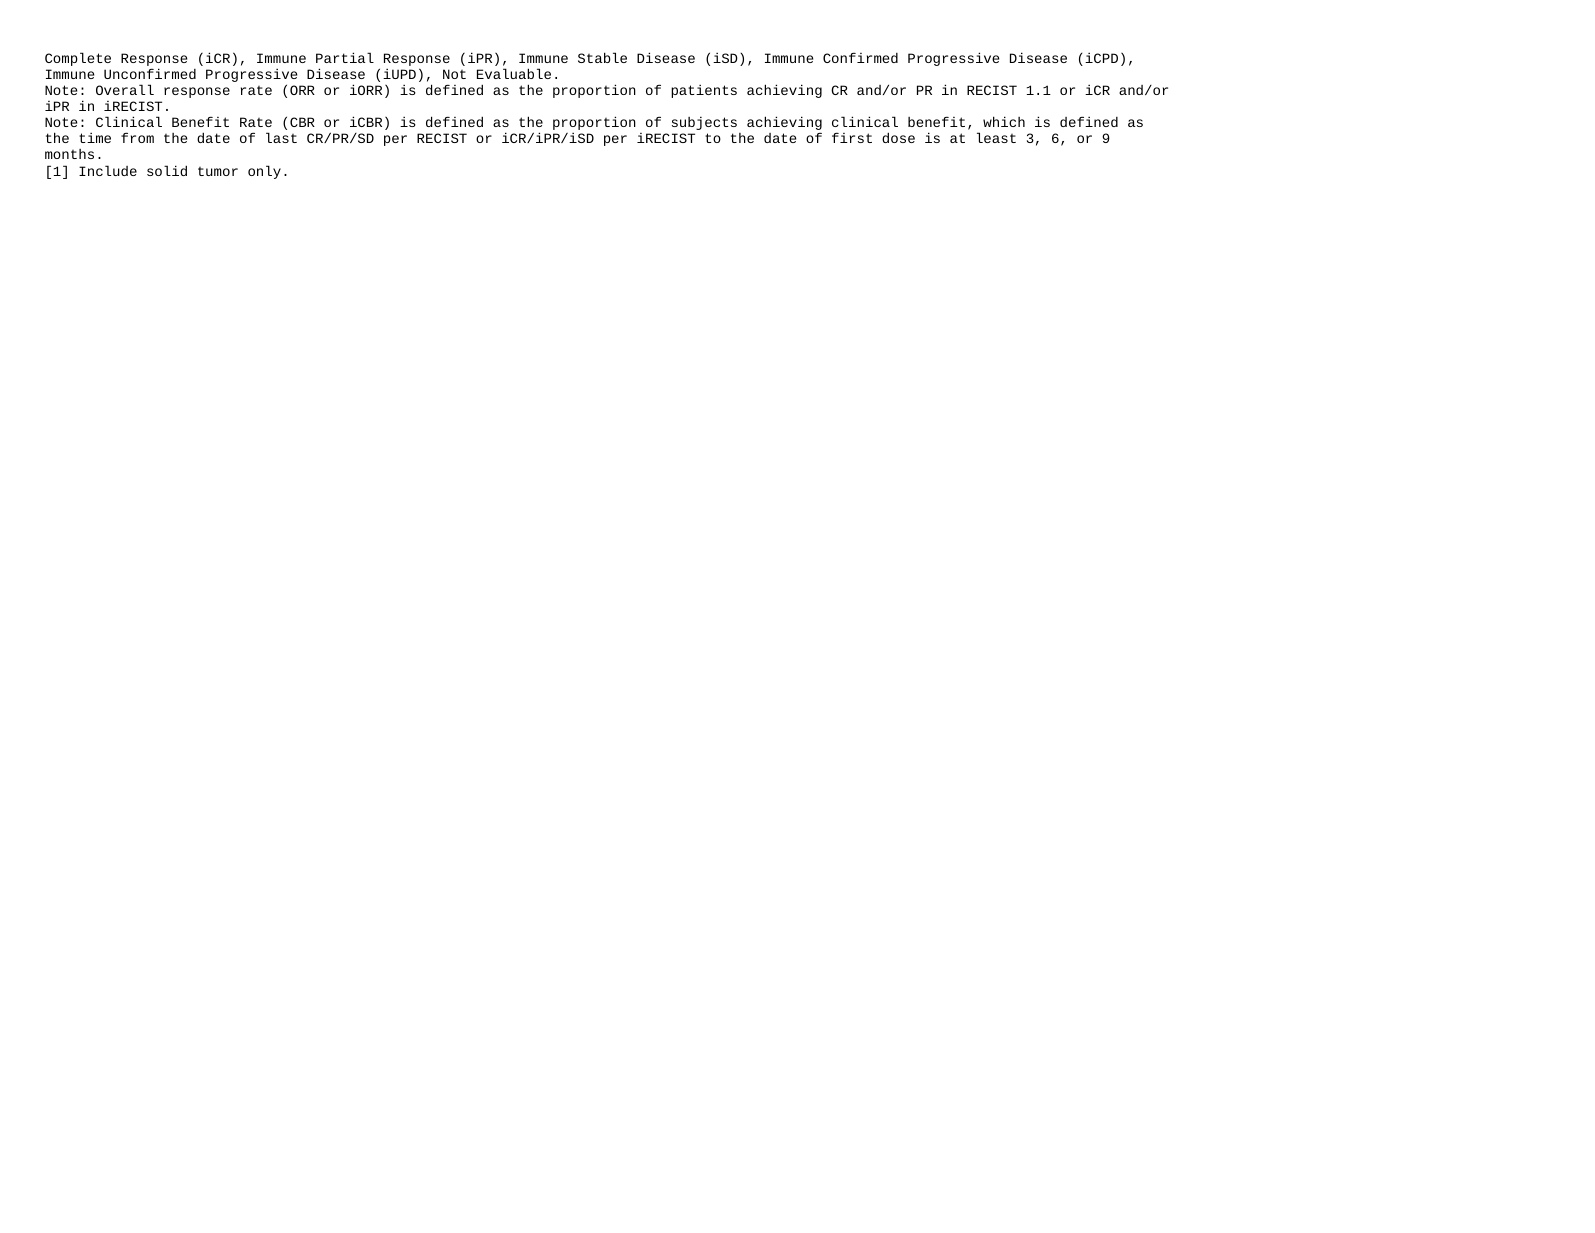 Complete Response (iCR), Immune Partial Response (iPR), Immune Stable Disease (iSD), Immune Confirmed Progressive Disease (iCPD),
Immune Unconfirmed Progressive Disease (iUPD), Not Evaluable.
Note: Overall response rate (ORR or iORR) is defined as the proportion of patients achieving CR and/or PR in RECIST 1.1 or iCR and/or
iPR in iRECIST.
Note: Clinical Benefit Rate (CBR or iCBR) is defined as the proportion of subjects achieving clinical benefit, which is defined as
the time from the date of last CR/PR/SD per RECIST or iCR/iPR/iSD per iRECIST to the date of first dose is at least 3, 6, or 9
months.
[1] Include solid tumor only.